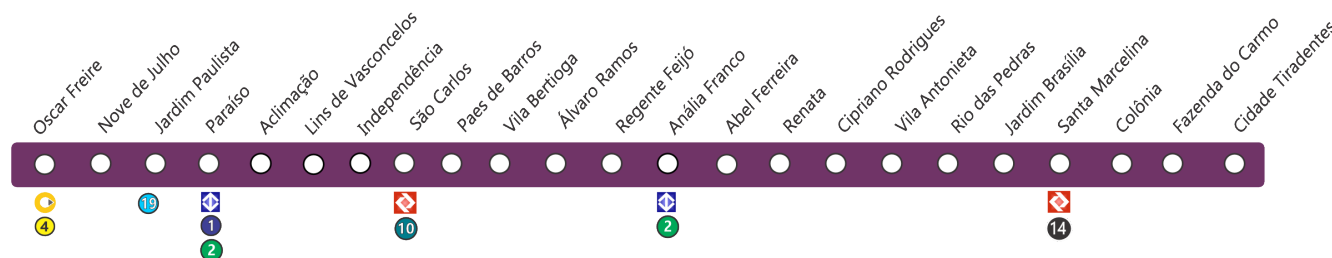 Oscar Freire
Nove de Julho
Jardim Paulista
Paraíso
Aclimação
Lins de Vasconcelos
Independência
São Carlos
Paes de Barros
Vila Bertioga
Álvaro Ramos
Regente Feijó
Anália Franco
Abel Ferreira
Renata
Cipriano Rodrigues
Vila Antonieta
Rio das Pedras
Jardim Brasília
Santa Marcelina
Colônia
Fazenda do Carmo
Cidade Tiradentes
4
19
1
2
10
2
14